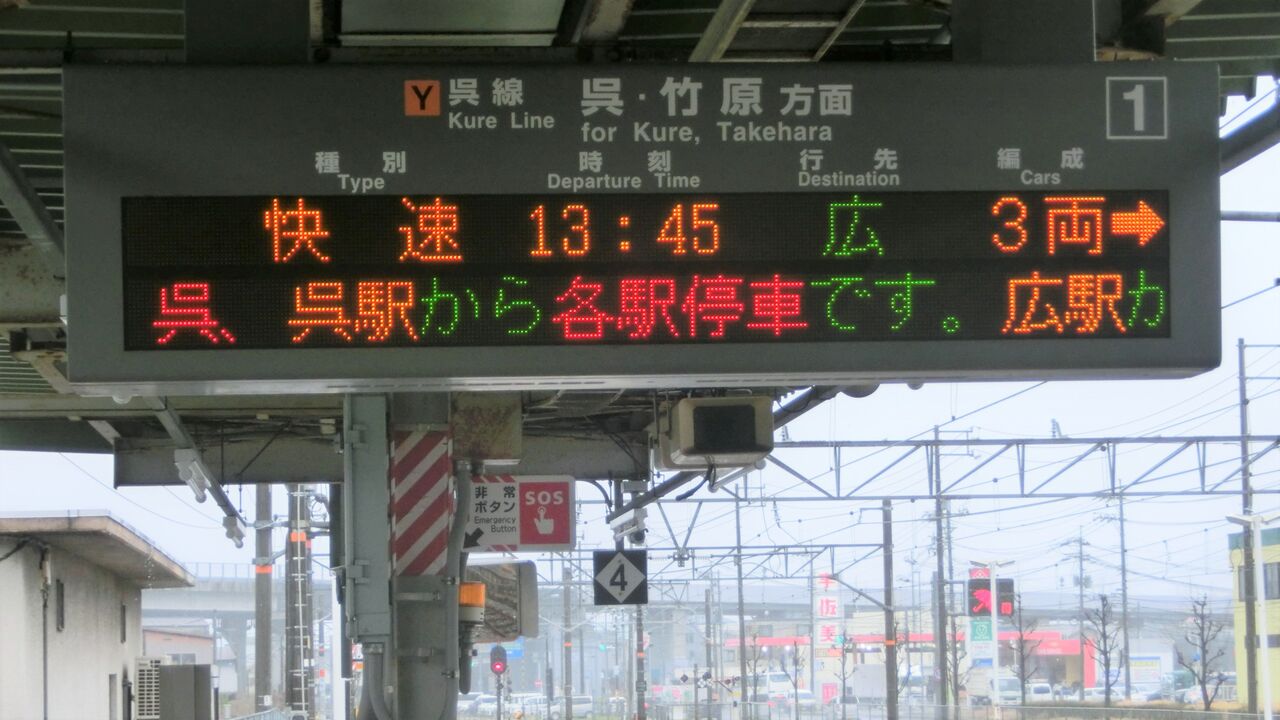 Y 呉線 呉・竹原方面 1
Kure Line for Kure, Takehara
種別 時刻 行先 編成
Type Departure Time Destination Cars
快速 13:45 広 3両➡
呉、 呉駅から各駅停車です。 広駅か
非常ボタン SOS
Emergency Button
4